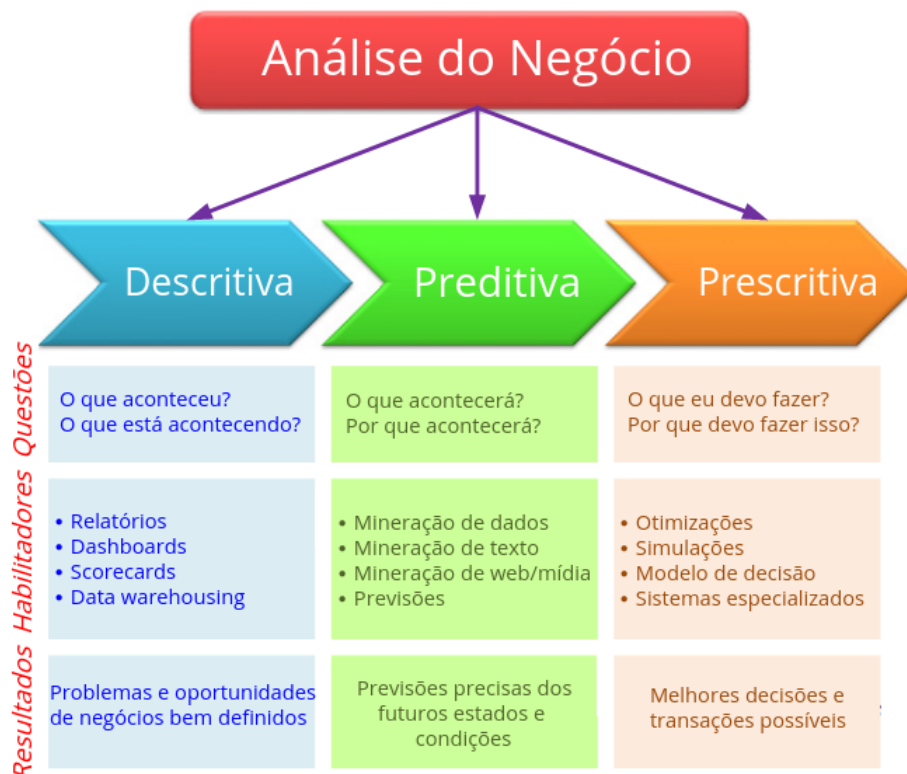 Análise do Negócio
Descritiva
Preditiva
Prescritiva
Questões
O que aconteceu?
O que está acontecendo?
O que acontecerá?
Por que acontecerá?
O que eu devo fazer?
Por que devo fazer isso?
Habilitadores
• Relatórios
• Dashboards
• Scorecards
• Data warehousing
• Mineração de dados
• Mineração de texto
• Mineração de web/mídia
• Previsões
• Otimizações
• Simulações
• Modelo de decisão
• Sistemas especializados
Resultados
Problemas e oportunidades
de negócios bem definidos
Previsões precisas dos
futuros estados e
condições
Melhores decisões e
transações possíveis